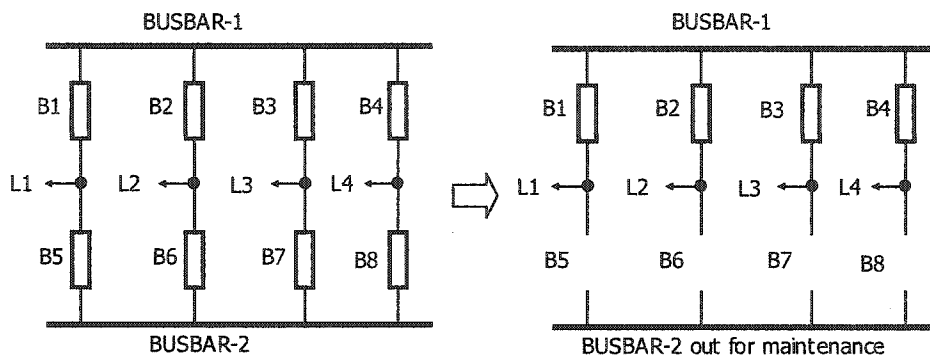 BUSBAR-1
B1 B2 B3 B4
L1 L2 L3 L4
B5 B6 B7 B8
BUSBAR-2
BUSBAR-1
B1 B2 B3 B4
L1 L2 L3 L4
B5 B6 B7 B8
BUSBAR-2 out for maintenance